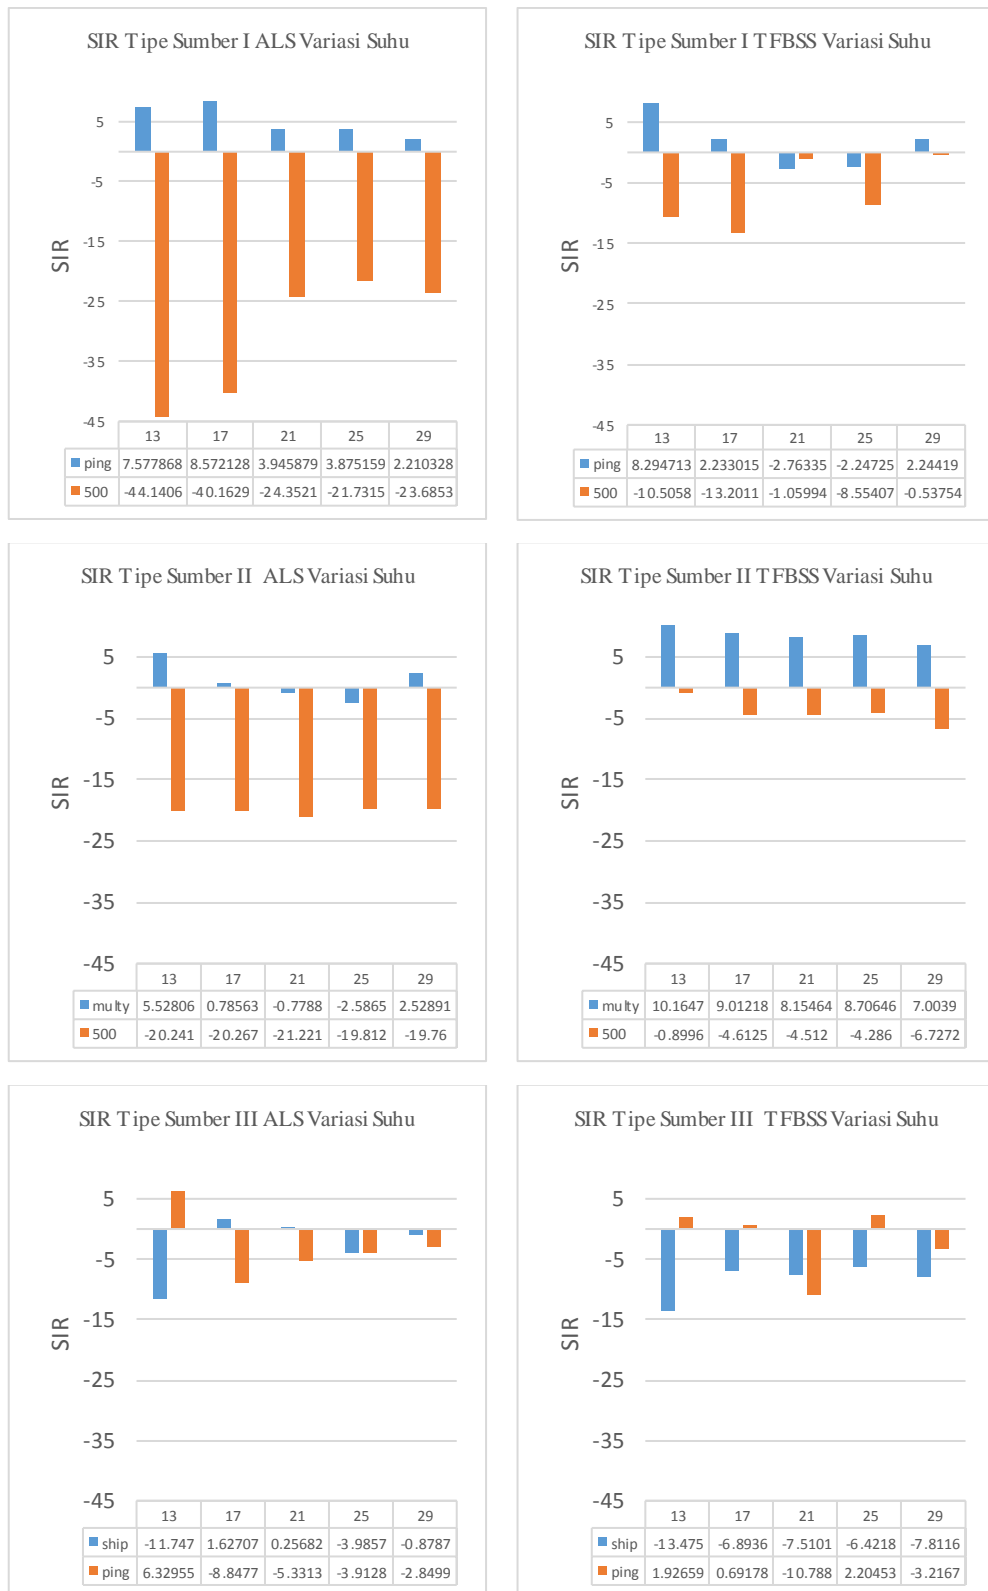 SIR Tipe Sumber I ALS Variasi Suhu
5
-5
-15
-25
-35
-45
SIR
13 17 21 25 29
ping 7.577868 8.572128 3.945879 3.875159 2.210328
500 -44.1406 -40.1629 -24.3521 -21.7315 -23.6853
SIR Tipe Sumber I TFBSS Variasi Suhu
5
-5
-15
-25
-35
-45
SIR
13 17 21 25 29
ping 8.294713 2.233015 -2.76335 -2.24725 2.24419
500 -10.5058 -13.2011 -1.05994 -8.55407 -0.53754
SIR Tipe Sumber II ALS Variasi Suhu
5
-5
-15
-25
-35
-45
SIR
13 17 21 25 29
multy 5.52806 0.78563 -0.7788 -2.5865 2.52891
500 -20.241 -20.267 -21.221 -19.812 -19.76
SIR Tipe Sumber II TFBSS Variasi Suhu
5
-5
-15
-25
-35
-45
SIR
13 17 21 25 29
multy 10.1647 9.01218 8.15464 8.70646 7.0039
500 -0.8996 -4.6125 -4.512 -4.286 -6.7272
SIR Tipe Sumber III ALS Variasi Suhu
5
-5
-15
-25
-35
-45
SIR
13 17 21 25 29
ship -11.747 1.62707 0.25682 -3.9857 -0.8787
ping 6.32955 -8.8477 -5.3313 -3.9128 -2.8499
SIR Tipe Sumber III TFBSS Variasi Suhu
5
-5
-15
-25
-35
-45
SIR
13 17 21 25 29
ship -13.475 -6.8936 -7.5101 -6.4218 -7.8116
ping 1.92659 0.69178 -10.788 2.20453 -3.2167